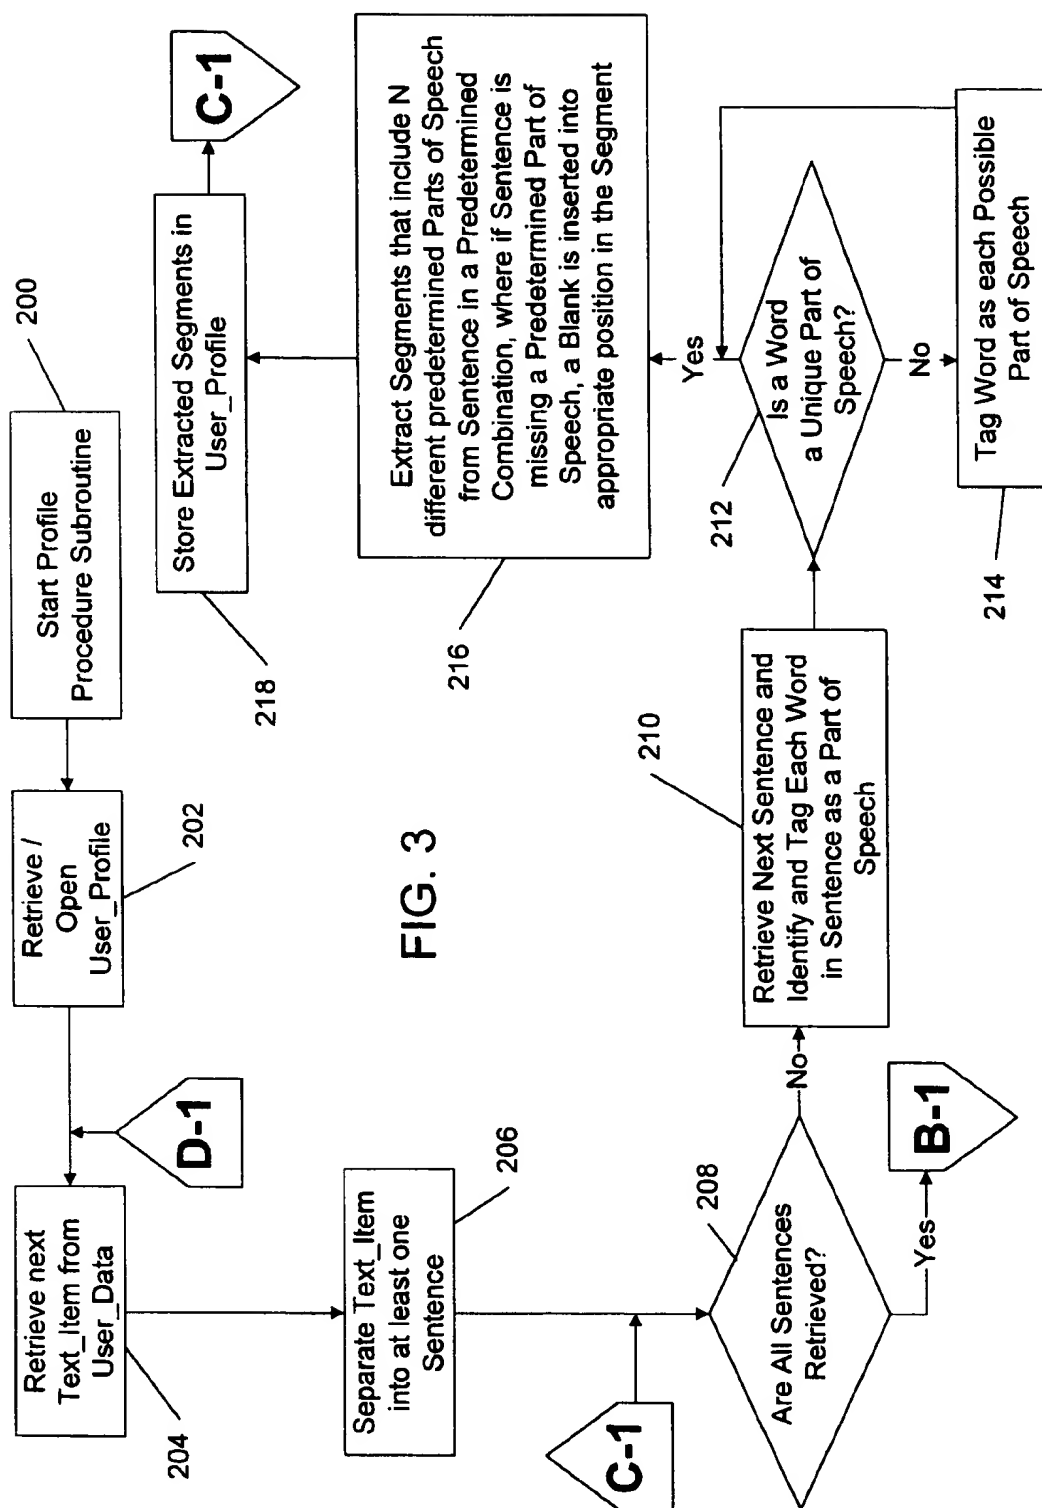 Start Profile
Procedure Subroutine
200
Retrieve /
Open
User_Profile
202
D-1
Retrieve next
Text_Item from
User_Data
204
Separate Text_Item
into at least one
Sentence
206
C-1
Are All Sentences
Retrieved?
208
Yes
B-1
No
Retrieve Next Sentence and
Identify and Tag Each Word
in Sentence as a Part of
Speech
210
Is a Word
a Unique Part of
Speech?
212
No
Tag Word as each Possible
Part of Speech
214
Yes
Extract Segments that include N
different predetermined Parts of Speech
from Sentence in a Predetermined
Combination, where if Sentence is
missing a Predetermined Part of
Speech, a Blank is inserted into
appropriate position in the Segment
216
Store Extracted Segments in
User_Profile
218
C-1
FIG. 3